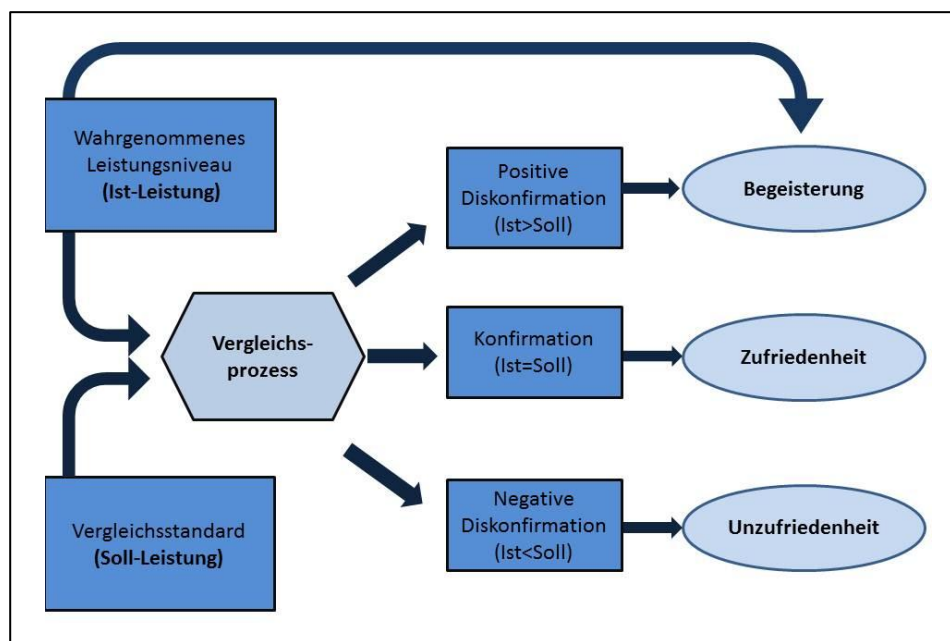 Wahrgenommenes
Leistungsniveau
(Ist-Leistung)
Positive
Diskonfirmation
(Ist>Soll)
Begeisterung
Vergleichs-
prozess
Konfirmation
(Ist=Soll)
Zufriedenheit
Vergleichsstandard
(Soll-Leistung)
Negative
Diskonfirmation
(Ist<Soll)
Unzufriedenheit